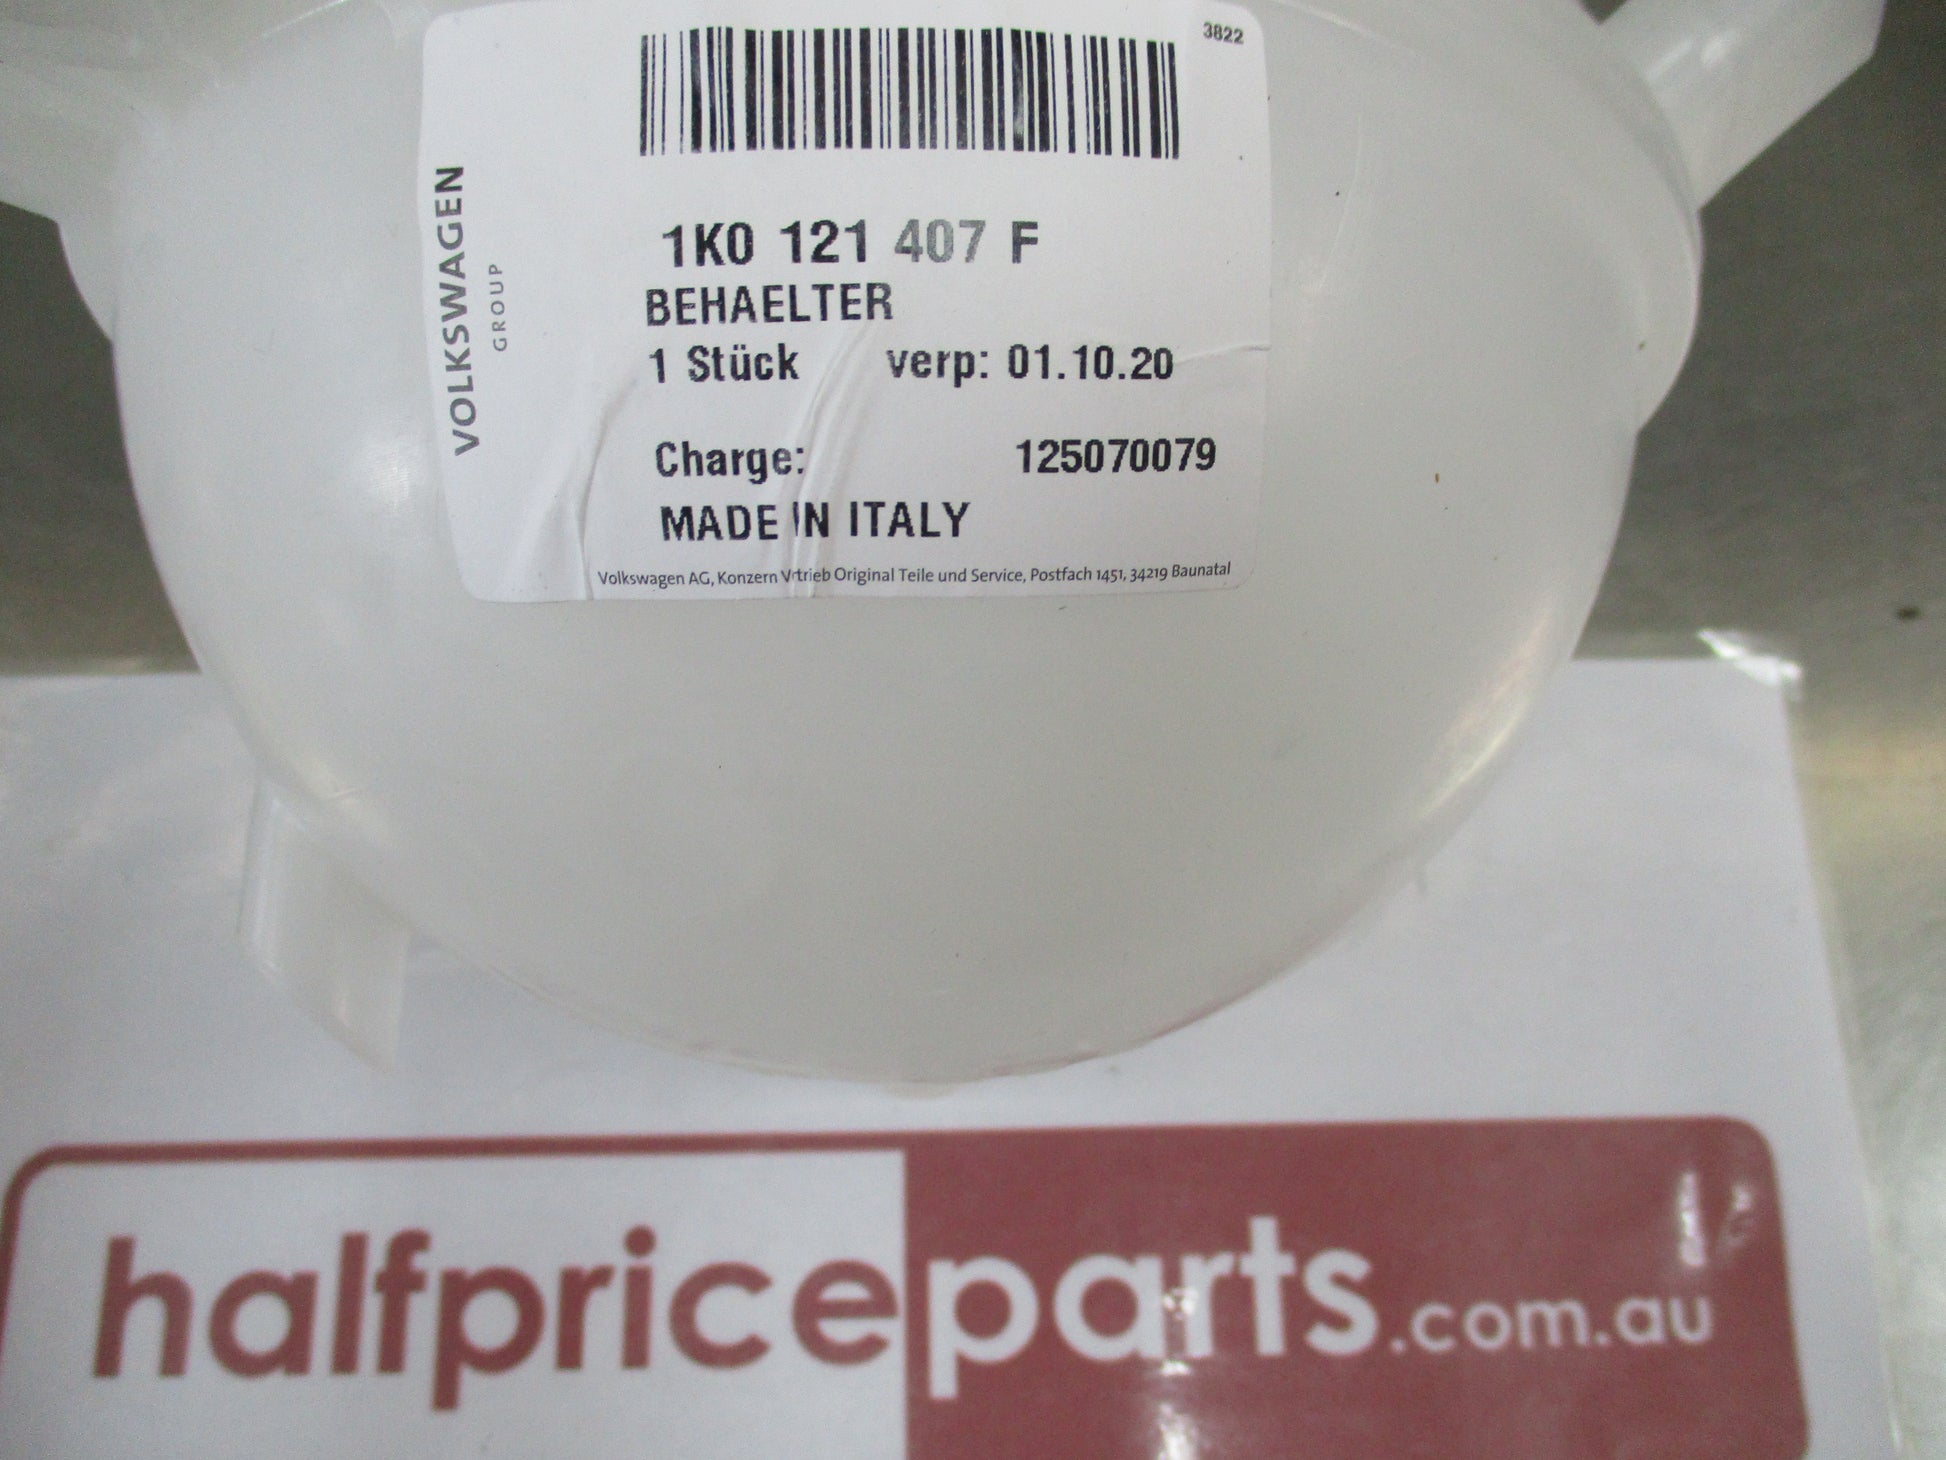 3822
VOLKSWAGEN
GROUP
1K0 121 407 F
BEHAELTER
1 Stück verp: 01.10.20
Charge: 125070079
MADE IN ITALY
Volkswagen AG, Konzern Vrtrieb Original Teile und Service, Postfach 1451, 34219 Baunatal
halfpriceparts.com.au